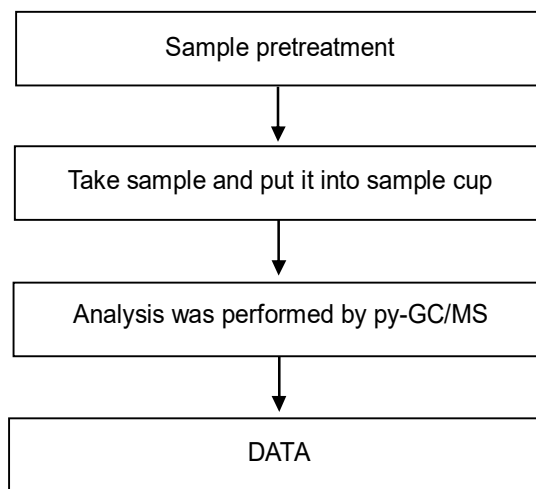 Sample pretreatment
Take sample and put it into sample cup
Analysis was performed by py-GC/MS
DATA